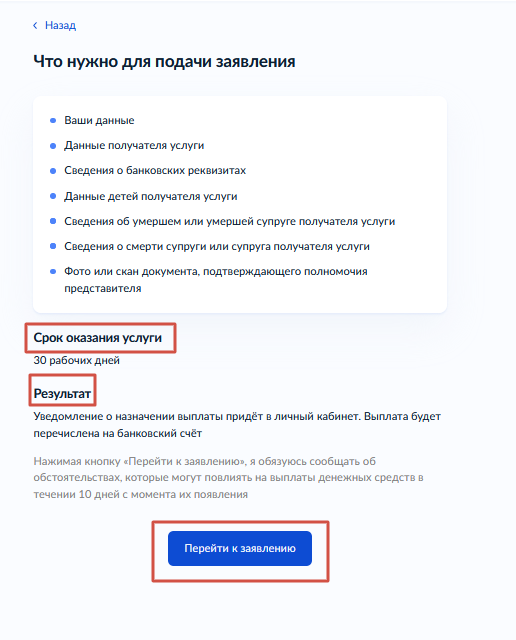 Назад
Что нужно для подачи заявления
Ваши данные
Данные получателя услуги
Сведения о банковских реквизитах
Данные детей получателя услуги
Сведения об умершем или умершей супруге получателя услуги
Сведения о смерти супруги или супруга получателя услуги
Фото или скан документа, подтверждающего полномочия
представителя
Срок оказания услуги
30 рабочих дней
Результат
Уведомление о назначении выплаты придёт в личный кабинет. Выплата будет
перечислена на банковский счёт
Нажимая кнопку «Перейти к заявлению», я обязуюсь сообщать об
обстоятельствах, которые могут повлиять на выплаты денежных средств в
течении 10 дней с момента их появления
Перейти к заявлению